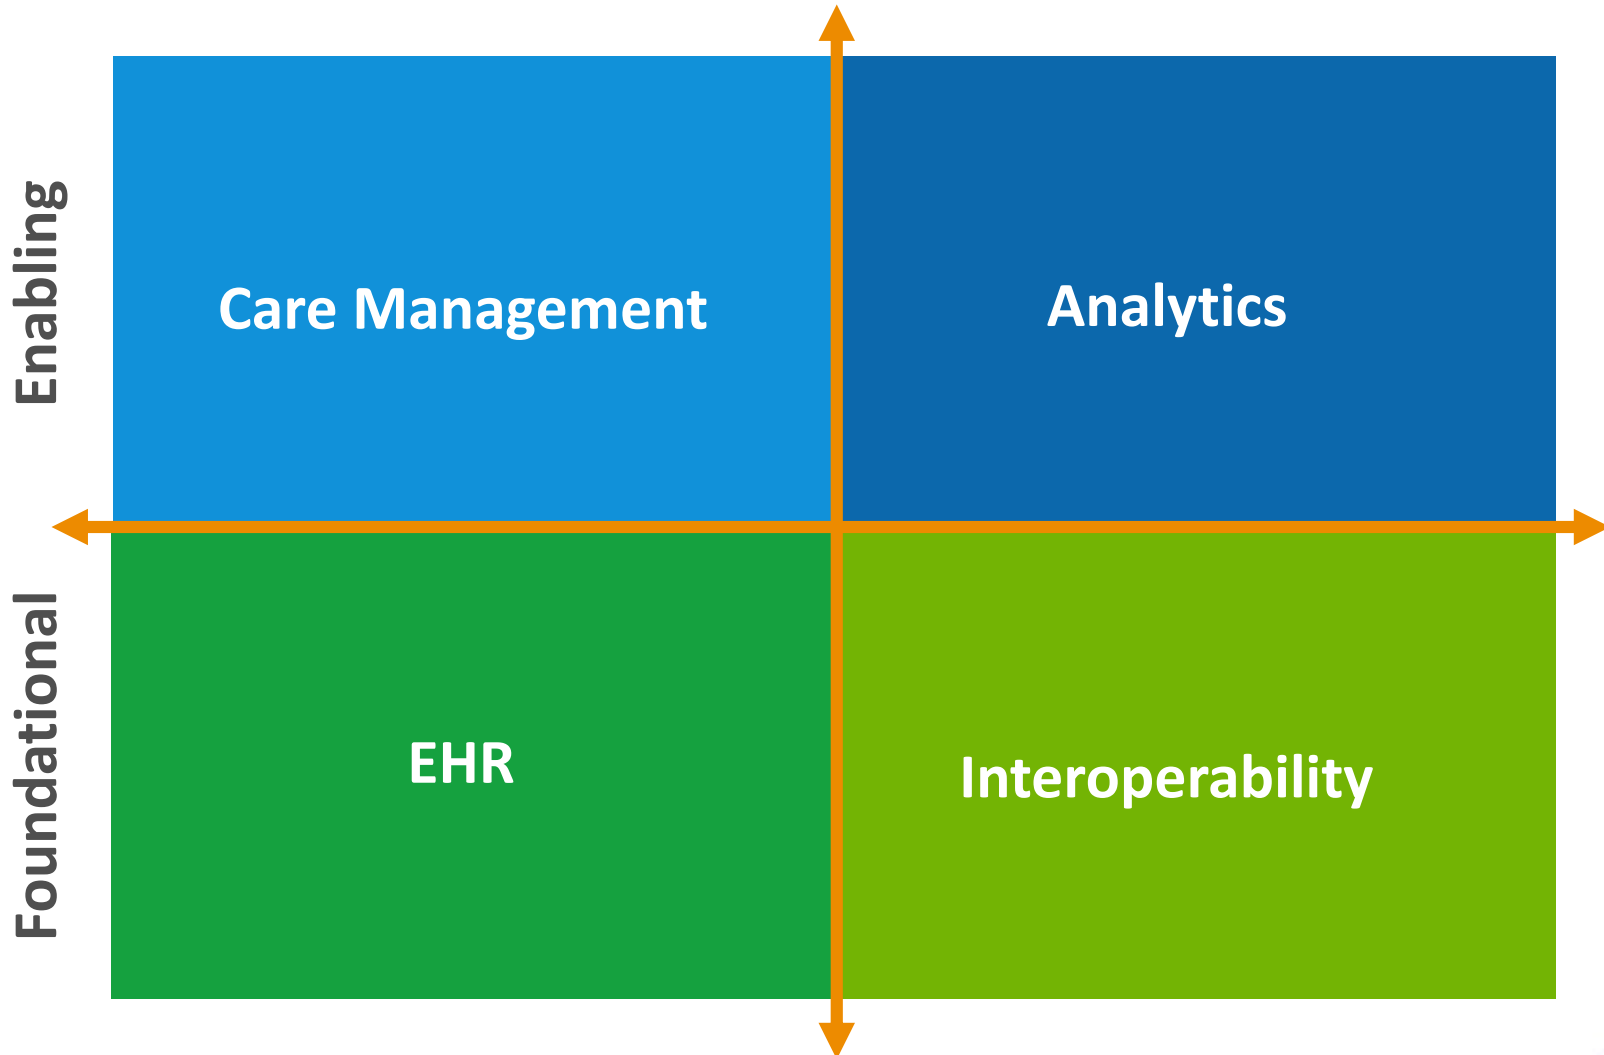 Enabling
Care Management
Analytics
Foundational
EHR
Interoperability